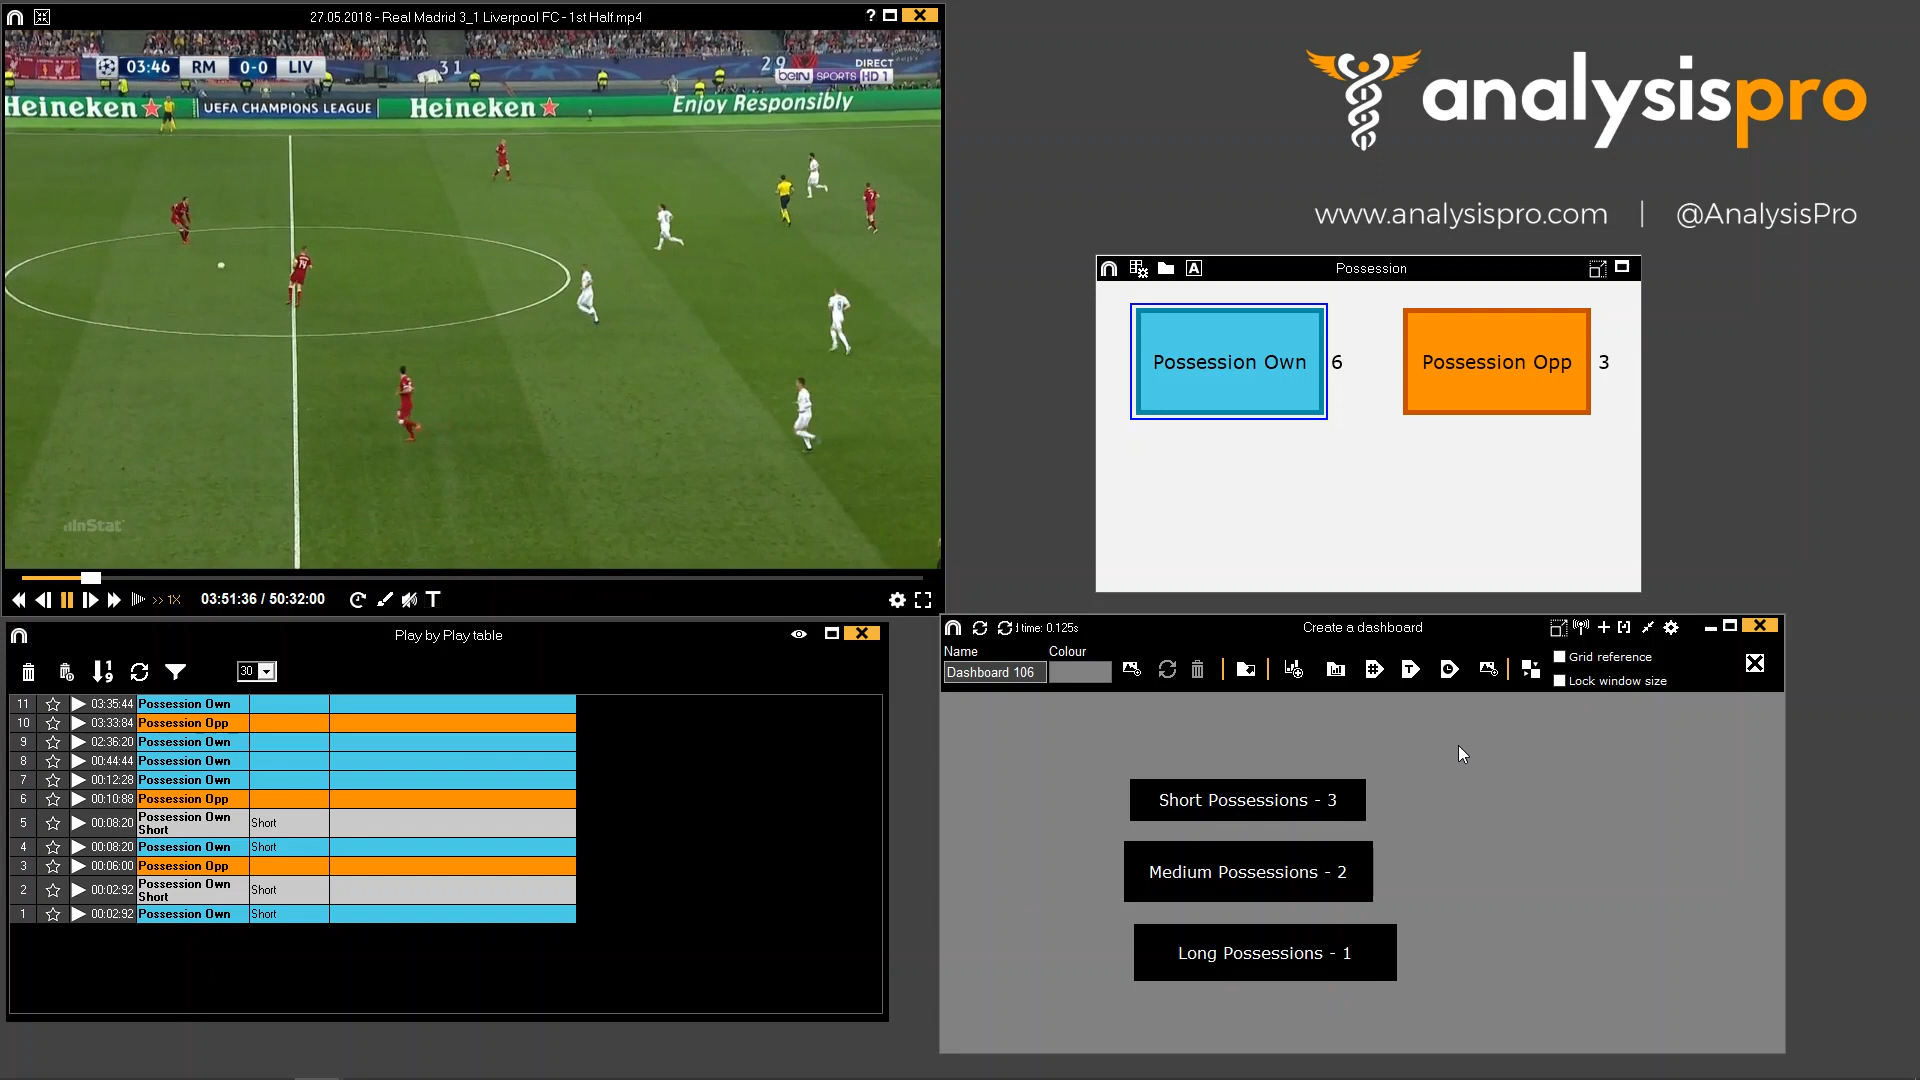 27.05.2018 - Real Madrid 3_1 Liverpool FC - 1st Half.mp4
?
03:46 RM 0-0 LIV
31
29
DIRECT
beIN SPORTS HD 1
Heineken UEFA CHAMPIONS LEAGUE Heineken Enjoy Responsibly
InStat
>> 1X
03:51:36 / 50:32:00
T
analysispro
www.analysispro.com | @AnalysisPro
A
Possession
Possession Own 6
Possession Opp 3
Play by Play table
30
11 03:35:44 Possession Own
10 03:33:84 Possession Opp
9 02:36:20 Possession Own
8 00:44:44 Possession Own
7 00:12:28 Possession Own
6 00:10:88 Possession Opp
5 00:08:20 Possession Own Short Short
4 00:08:20 Possession Own Short
3 00:06:00 Possession Opp
2 00:02:92 Possession Own Short Short
1 00:02:92 Possession Own Short
time: 0.125s
Create a dashboard
Name
Colour
Dashboard 106
Grid reference
Lock window size
Short Possessions - 3
Medium Possessions - 2
Long Possessions - 1